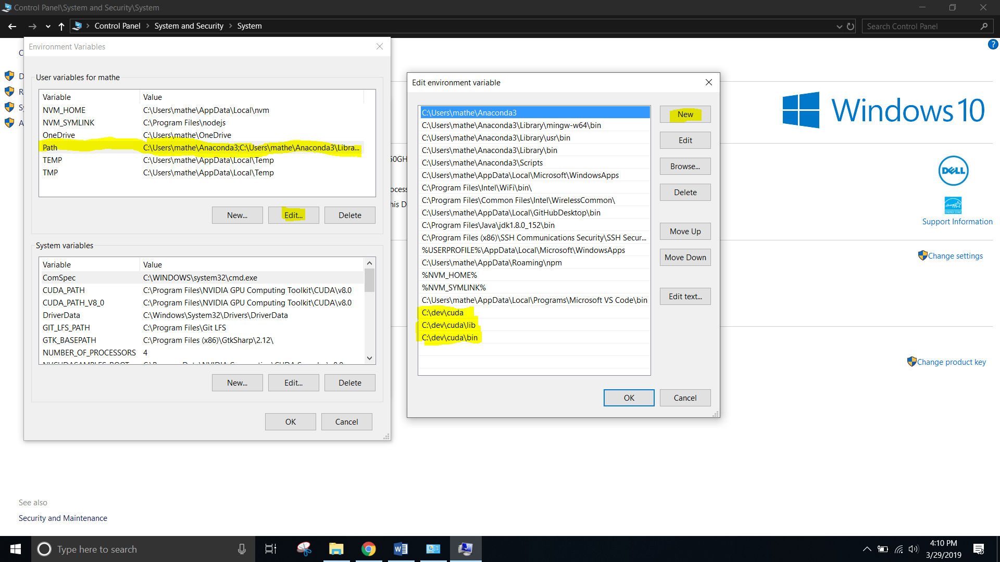 Control Panel\System and Security\System
Control Panel > System and Security > System
Search Control Panel
Environment Variables
User variables for mathe
Variable Value
NVM_HOME C:\Users\mathe\AppData\Local\nvm
NVM_SYMLINK C:\Program Files\nodejs
OneDrive C:\Users\mathe\OneDrive
Path C:\Users\mathe\Anaconda3;C:\Users\mathe\Anaconda3\Libra...
TEMP C:\Users\mathe\AppData\Local\Temp
TMP C:\Users\mathe\AppData\Local\Temp
New... Edit... Delete
System variables
Variable Value
ComSpec C:\WINDOWS\system32\cmd.exe
CUDA_PATH C:\Program Files\NVIDIA GPU Computing Toolkit\CUDA\v8.0
CUDA_PATH_V8_0 C:\Program Files\NVIDIA GPU Computing Toolkit\CUDA\v8.0
DriverData C:\Windows\System32\Drivers\DriverData
GIT_LFS_PATH C:\Program Files\Git LFS
GTK_BASEPATH C:\Program Files (x86)\GtkSharp\2.12\
NUMBER_OF_PROCESSORS 4
New... Edit... Delete
OK Cancel
Edit environment variable
C:\Users\mathe\Anaconda3
C:\Users\mathe\Anaconda3\Library\mingw-w64\bin
C:\Users\mathe\Anaconda3\Library\usr\bin
C:\Users\mathe\Anaconda3\Library\bin
C:\Users\mathe\Anaconda3\Scripts
C:\Users\mathe\AppData\Local\Microsoft\WindowsApps
C:\Program Files\Intel\WiFi\bin\
C:\Program Files\Common Files\Intel\WirelessCommon\
C:\Users\mathe\AppData\Local\GitHubDesktop\bin
C:\Program Files\Java\jdk1.8.0_152\bin
C:\Program Files (x86)\SSH Communications Security\SSH Secur...
%USERPROFILE%\AppData\Local\Microsoft\WindowsApps
C:\Users\mathe\AppData\Roaming\npm
%NVM_HOME%
%NVM_SYMLINK%
C:\Users\mathe\AppData\Local\Programs\Microsoft VS Code\bin
C:\dev\cuda
C:\dev\cuda\lib
C:\dev\cuda\bin
New
Edit
Browse...
Delete
Move Up
Move Down
Edit text...
OK Cancel
Windows 10
DELL
Support Information
Change settings
Change product key
See also
Security and Maintenance
Type here to search
4:10 PM
3/29/2019